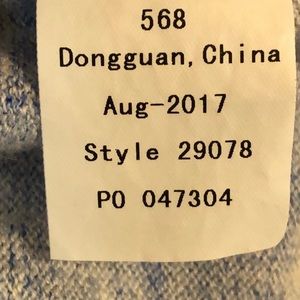 568
Dongguan, China
Aug-2017
Style 29078
PO 047304